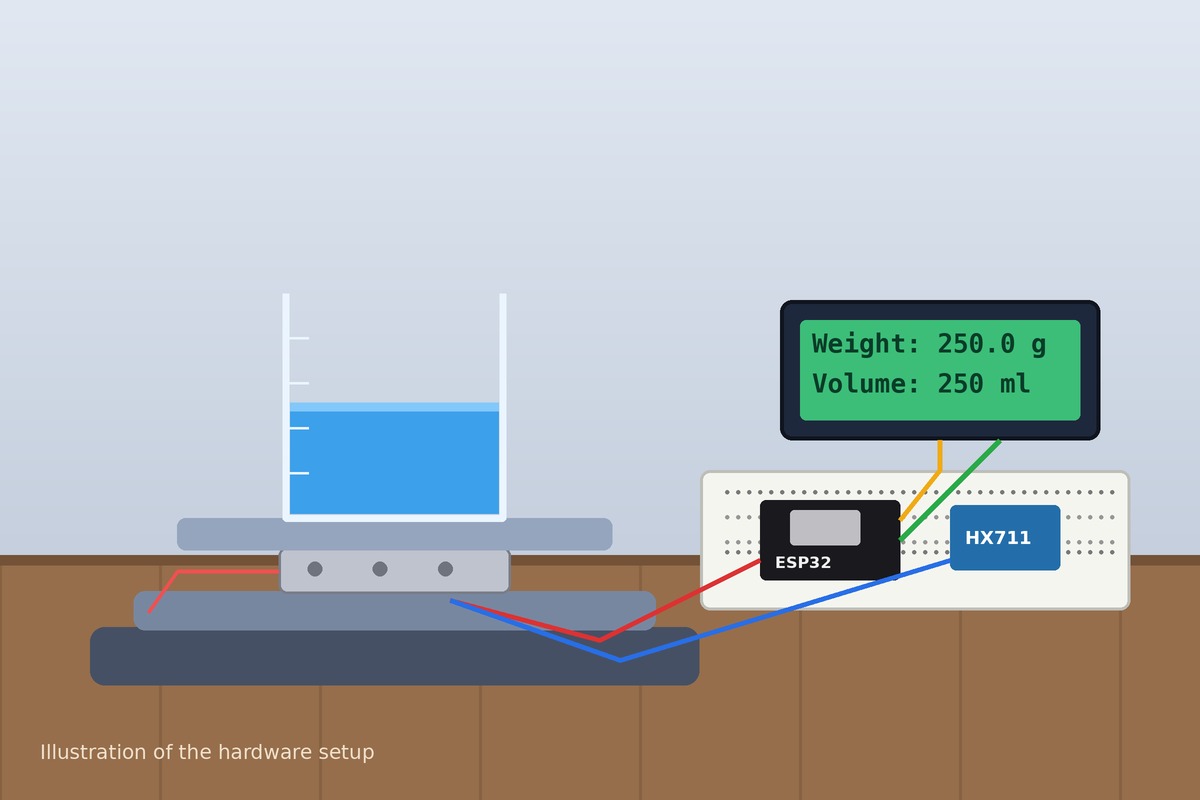 Weight: 250.0 g
Volume: 250 ml
ESP32
HX711
Illustration of the hardware setup